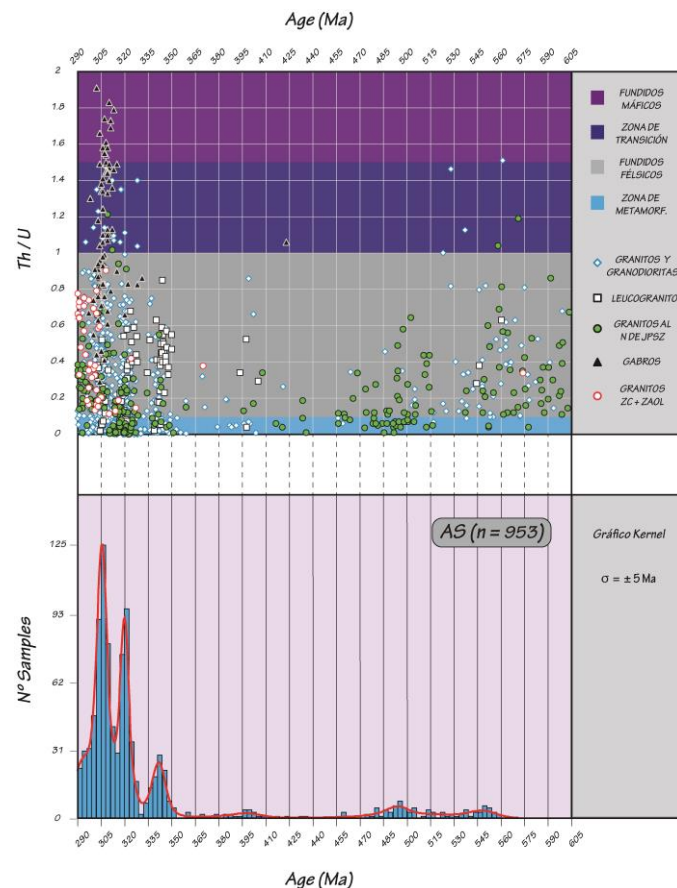 Age (Ma)
290 305 320 335 350 365 380 395 410 425 440 455 470 485 500 515 530 545 560 575 590 605
2
1.8
1.6
1.4
1.2
1
0.8
0.6
0.4
0.2
0
Th / U
FUNDIDOS
MÁFICOS
ZONA DE
TRANSICIÓN
FUNDIDOS
FÉLSICOS
ZONA DE
METAMORF.
GRANITOS Y
GRANODIORITAS
LEUCOGRANITO
GRANITOS AL
N DE JPSZ
GABROS
GRANITOS
ZC + ZAOL
AS (n = 953)
Gráfico Kernel
σ = ± 5 Ma
125
93
62
31
0
Nº Samples
290 305 320 335 350 365 380 395 410 425 440 455 470 485 500 515 530 545 560 575 590 605
Age (Ma)